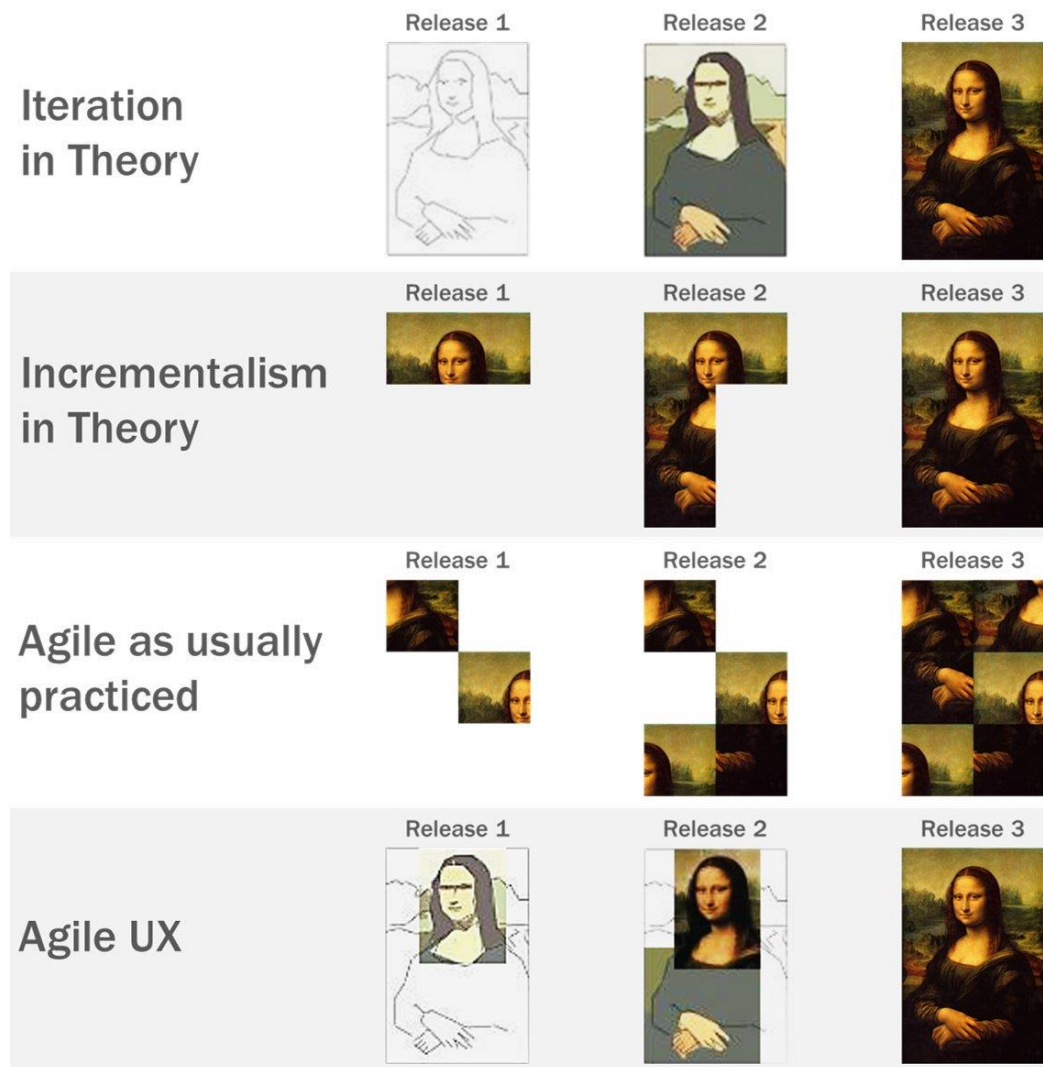 Release 1
Release 2
Release 3
Iteration
in Theory
Release 1
Release 2
Release 3
Incrementalism
in Theory
Release 1
Release 2
Release 3
Agile as usually
practiced
Release 1
Release 2
Release 3
Agile UX